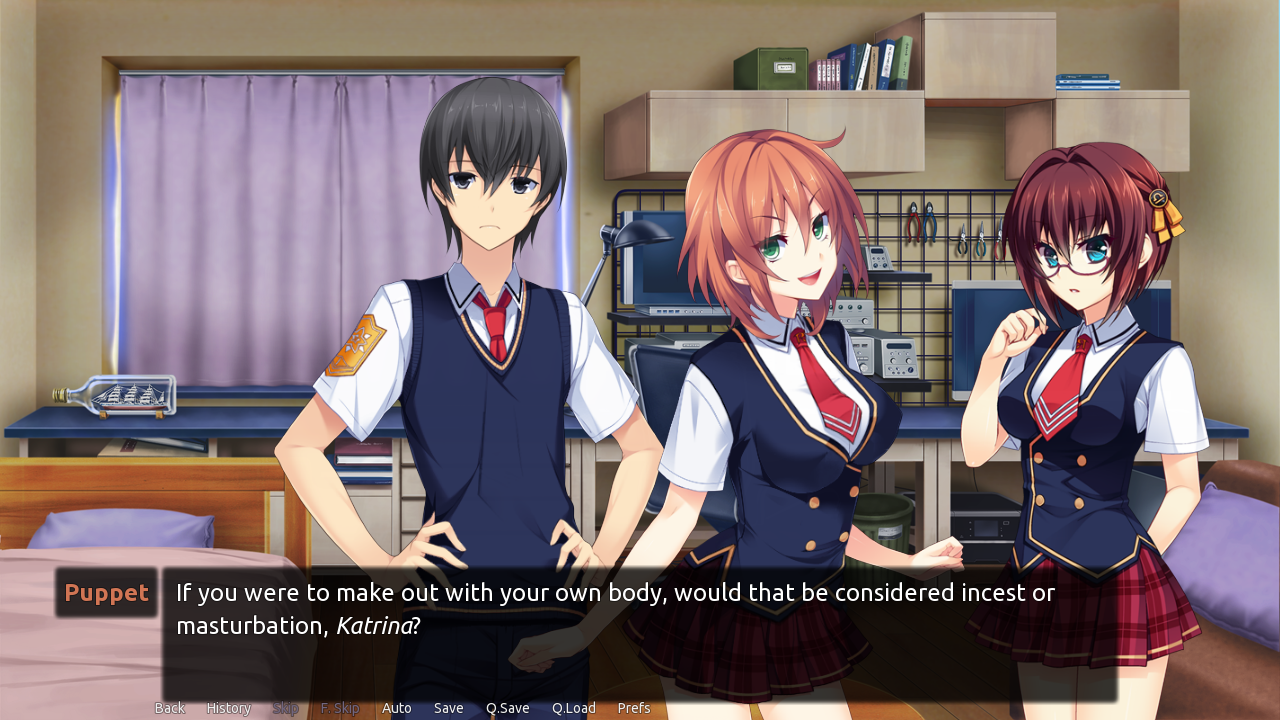 Puppet
If you were to make out with your own body, would that be considered incest or
masturbation, Katrina?
Back History Skip F. Skip Auto Save Q.Save Q.Load Prefs